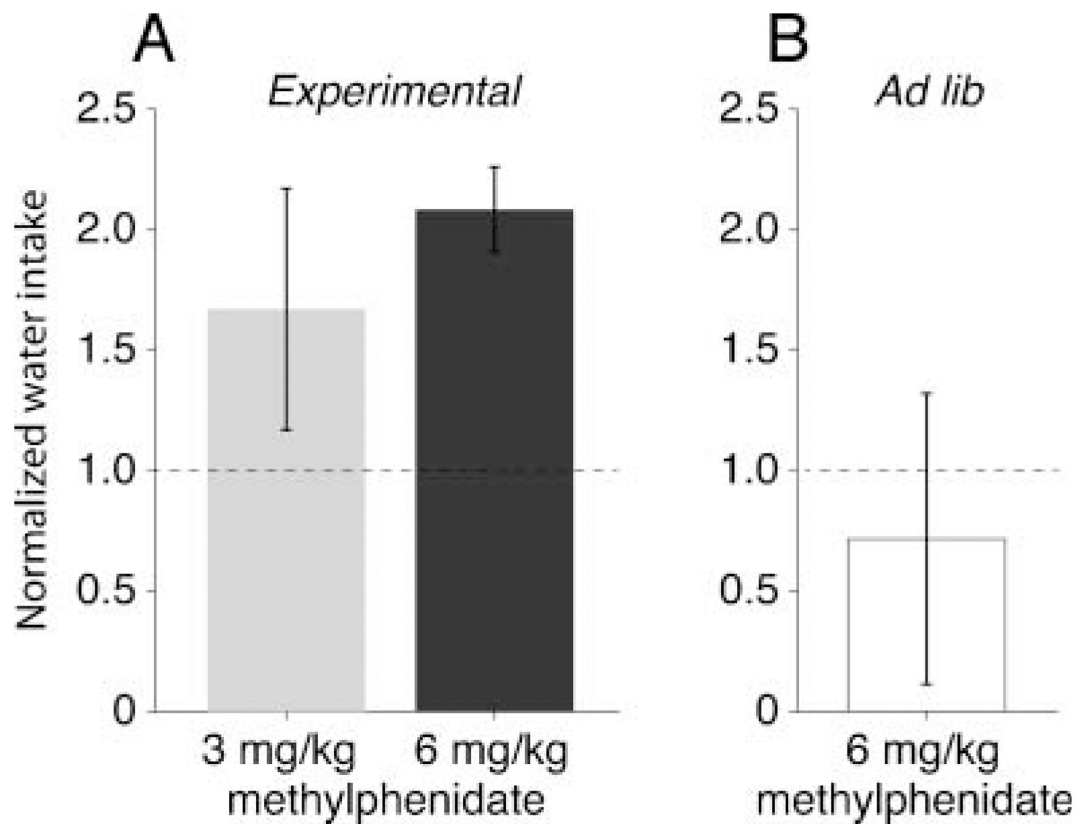 A
Experimental
Normalized water intake
2.5
2.0
1.5
1.0
0.5
0
3 mg/kg
6 mg/kg
methylphenidate
B
Ad lib
2.5
2.0
1.5
1.0
0.5
0
6 mg/kg
methylphenidate